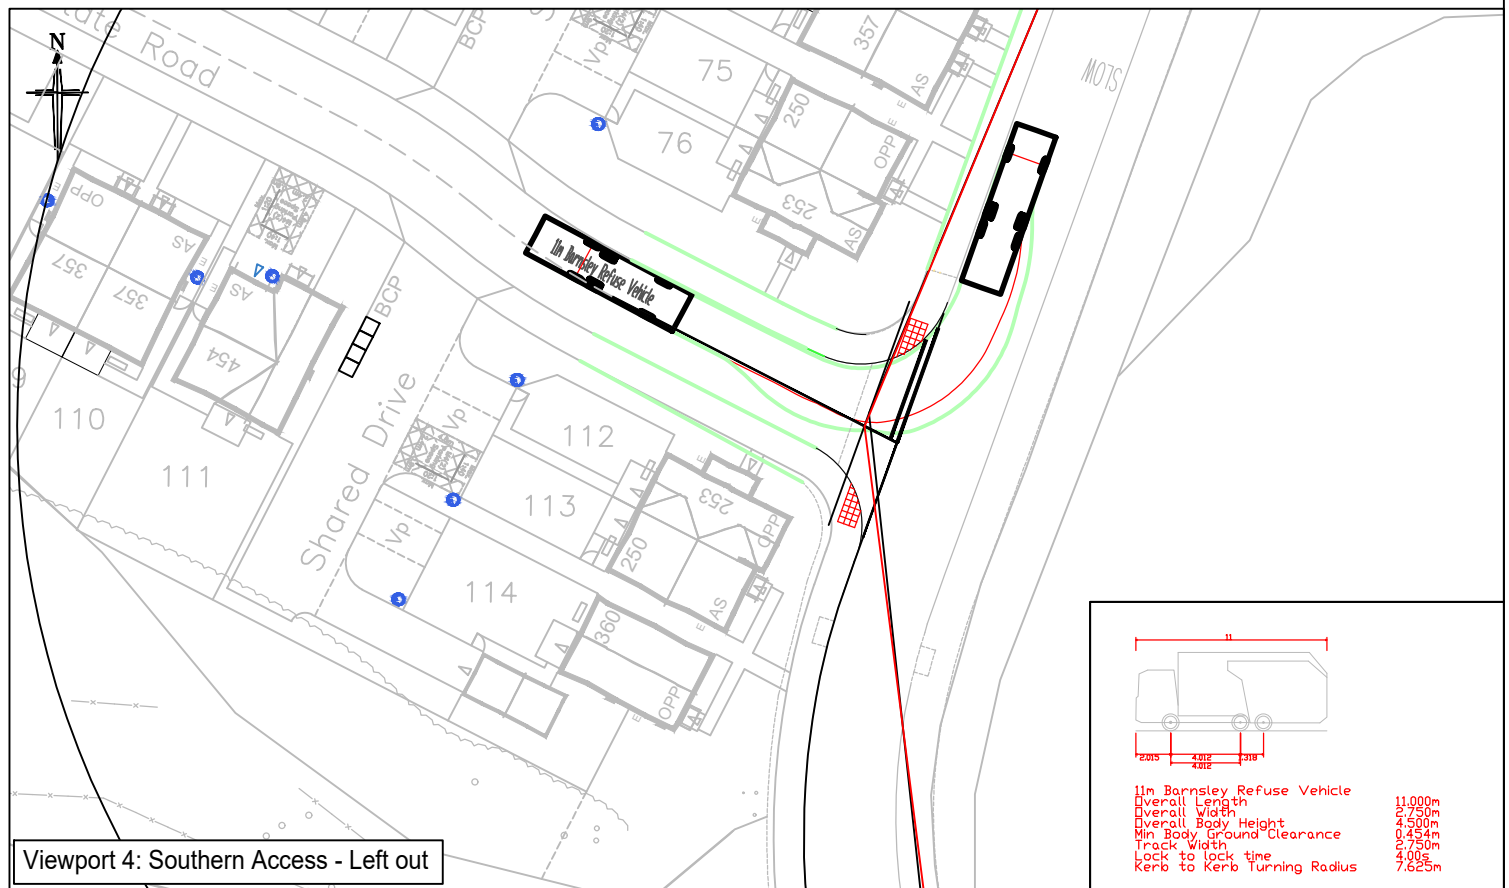 N
ate Road
BCP
Vp
75
76
357
AS
E
E
250
OPP
253
AS
E
SLOW
11m Barnsley Refuse Vehicle
OPP
E
AS
E
357
357
E
AS
454
BCP
9
110
111
Shared Drive
Vp
Vp
112
113
114
E
253
OPP
250
AS
E
360
OPP
E
11
2.015
4.012
1.318
4.012
11m Barnsley Refuse Vehicle
Overall Length 11.000m
Overall Width 2.750m
Overall Body Height 4.500m
Min Body Ground Clearance 0.454m
Track Width 2.750m
Lock to lock time 4.00s
Kerb to Kerb Turning Radius 7.625m
Viewport 4: Southern Access - Left out